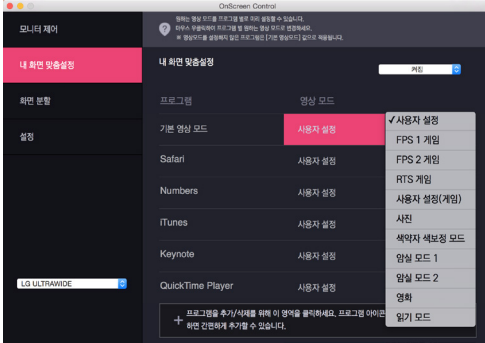 OnScreen Control
모니터 제어
내 화면 맞춤설정
화면 분할
설정
LG ULTRAWIDE
원하는 영상 모드를 프로그램 별로 미리 설정할 수 있습니다.
마우스 우클릭하여 프로그램 별 원하는 영상 모드로 변경하세요.
※ 영상모드를 설정하지 않은 프로그램은 [기본 영상모드] 값으로 적용됩니다.
내 화면 맞춤설정
켜짐
프로그램 영상 모드
기본 영상 모드 사용자 설정
Safari 사용자 설정
Numbers 사용자 설정
iTunes 사용자 설정
Keynote 사용자 설정
QuickTime Player 사용자 설정
+ 프로그램을 추가/삭제를 위해 이 영역을 클릭하세요. 프로그램 아이콘
하면 간편하게 추가할 수 있습니다.
✓사용자 설정
FPS 1 게임
FPS 2 게임
RTS 게임
사용자 설정(게임)
사진
색약자 색보정 모드
암실 모드 1
암실 모드 2
영화
읽기 모드